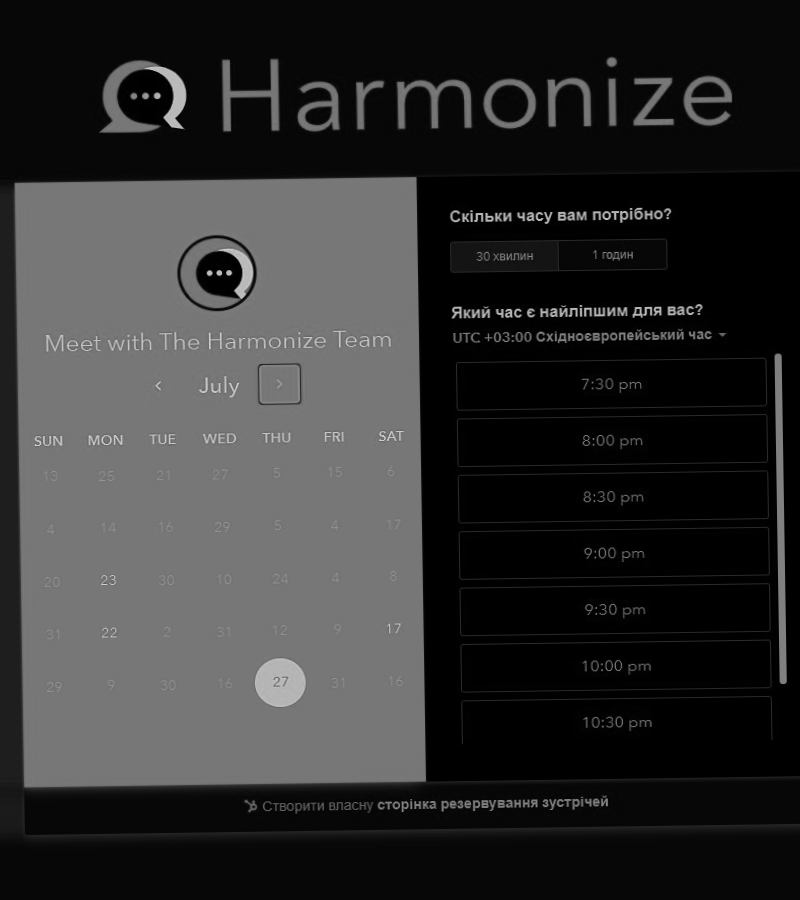 Harmonize
Meet with The Harmonize Team
July
SUN MON TUE WED THU FRI SAT
13 25 21 27 5 15 6
4 14 16 29 5 4 17
20 23 30 10 24 4 8
31 22 2 31 12 9 17
29 9 30 16 27 31 16
Скільки часу вам потрібно?
30 хвилин 1 годин
Який час є найліпшим для вас?
UTC +03:00 Східноєвропейський час
7:30 pm
8:00 pm
8:30 pm
9:00 pm
9:30 pm
10:00 pm
10:30 pm
Створити власну сторінка резервування зустрічей